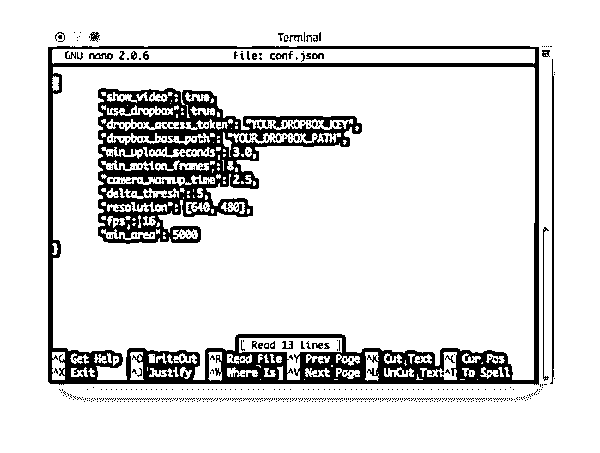 Terminal
GNU nano 2.0.6 File: conf.json
{
"show_video": true,
"use_dropbox": true,
"dropbox_access_token": "YOUR_DROPBOX_KEY",
"dropbox_base_path": "YOUR_DROPBOX_PATH",
"min_upload_seconds": 3.0,
"min_motion_frames": 8,
"camera_warmup_time": 2.5,
"delta_thresh": 5,
"resolution": [640, 480],
"fps": 16,
"min_area": 5000
}
[ Read 13 lines ]
^G Get Help ^O WriteOut ^R Read File ^Y Prev Page ^K Cut Text ^C Cur Pos
^X Exit ^J Justify ^W Where Is ^V Next Page ^U UnCut Text ^T To Spell